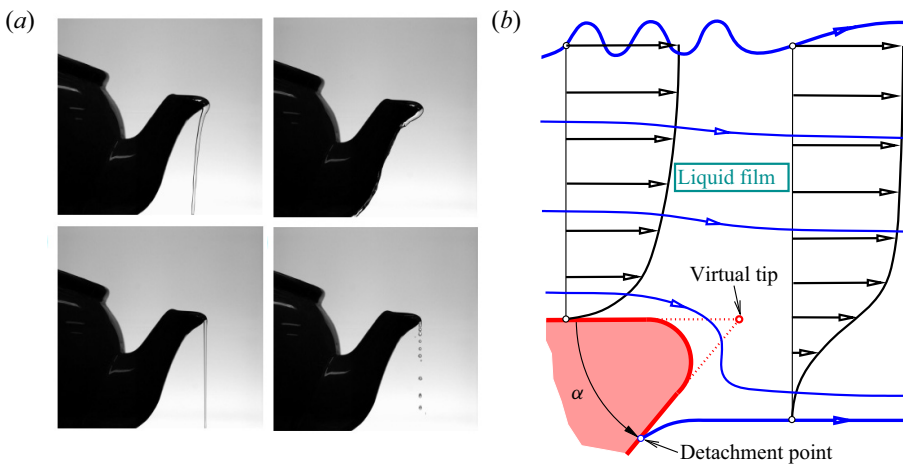 (a)
(b)
Liquid film
Virtual tip
α
Detachment point